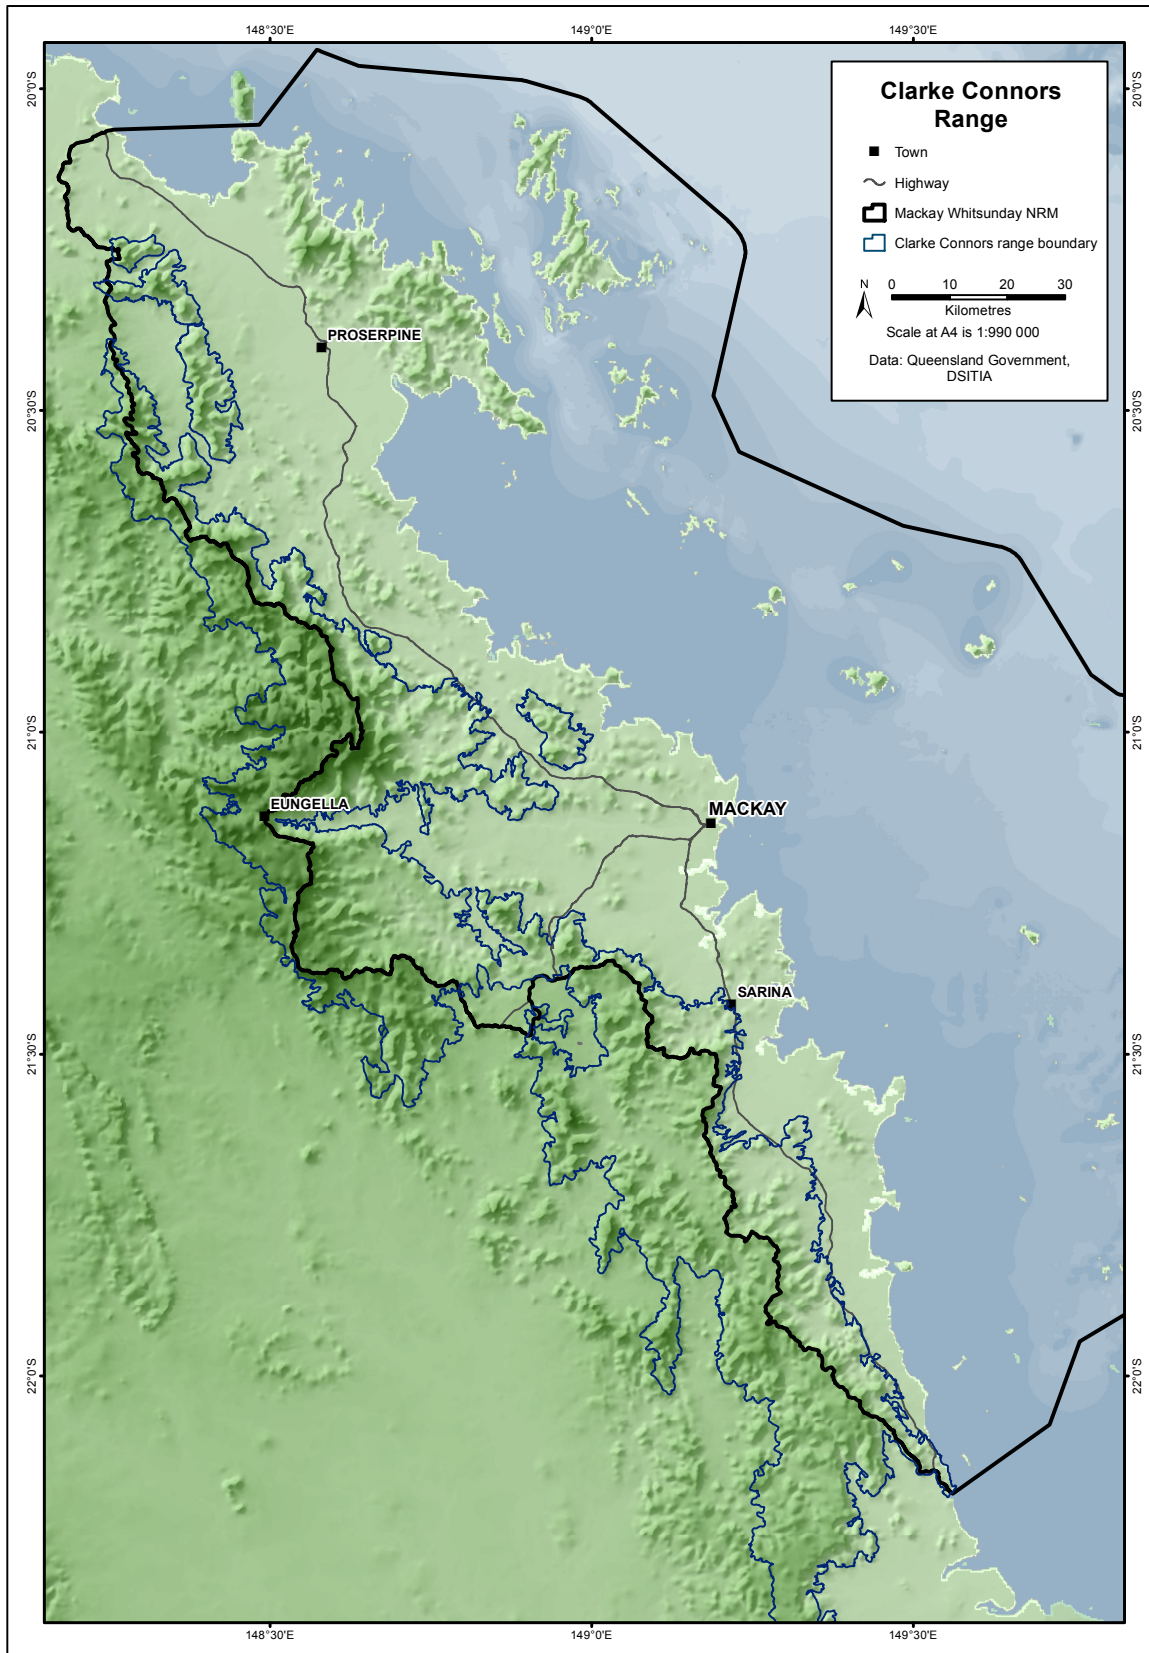 148°30'E
149°0'E
149°30'E
Clarke Connors
Range
Town
Highway
Mackay Whitsunday NRM
Clarke Connors range boundary
N
0
10
20
30
Kilometres
Scale at A4 is 1:990 000
Data: Queensland Government,
DSITIA
20°0'S
20°0'S
PROSERPINE
20°30'S
20°30'S
21°0'S
21°0'S
EUNGELLA
MACKAY
SARINA
21°30'S
21°30'S
22°0'S
22°0'S
148°30'E
149°0'E
149°30'E